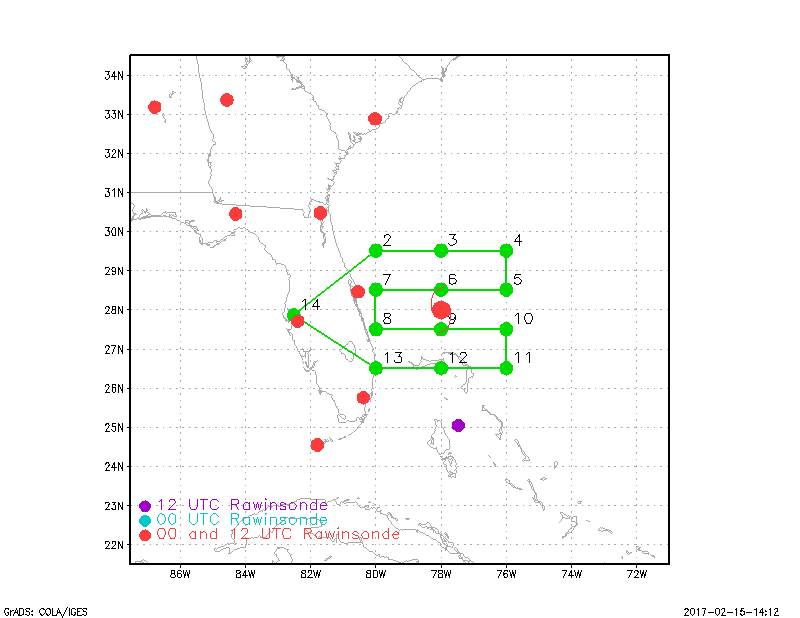 34N
33N
32N
31N
30N
2 3 4
29N
7 6 5
28N
14
8 9 10
27N
13 12 11
26N
25N
24N
23N
12 UTC Rawinsonde
00 UTC Rawinsonde
00 and 12 UTC Rawinsonde
22N
86W 84W 82W 80W 78W 76W 74W 72W
GrADS: COLA/IGES 2017-02-15-14:12